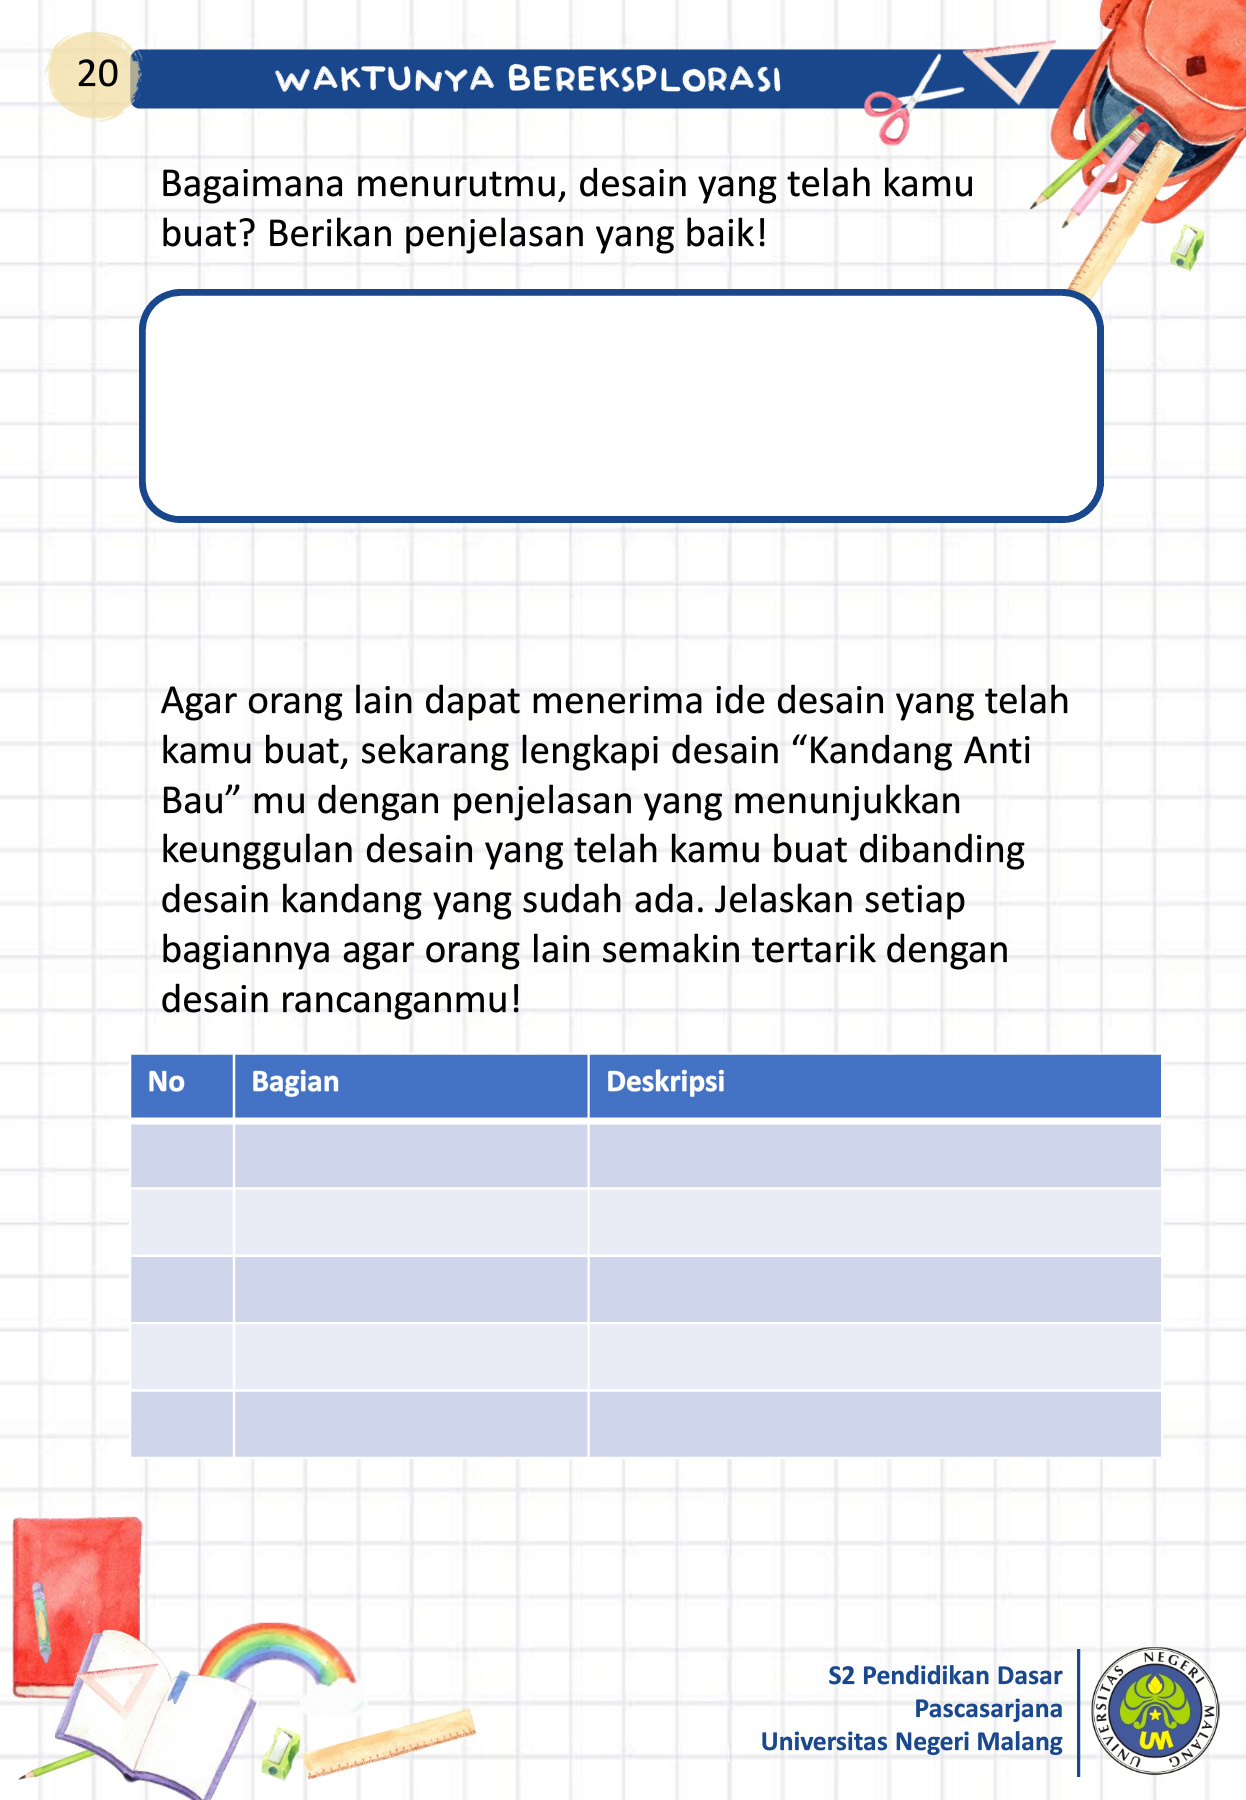 20
WAKTUNYA BEREKSPLORASI
Bagaimana menurutmu, desain yang telah kamu
buat? Berikan penjelasan yang baik!
Agar orang lain dapat menerima ide desain yang telah
kamu buat, sekarang lengkapi desain “Kandang Anti
Bau” mu dengan penjelasan yang menunjukkan
keunggulan desain yang telah kamu buat dibanding
desain kandang yang sudah ada. Jelaskan setiap
bagiannya agar orang lain semakin tertarik dengan
desain rancanganmu!
No Bagian Deskripsi
S2 Pendidikan Dasar
Pascasarjana
Universitas Negeri Malang
UNIVERSITAS NEGERI MALANG
UM